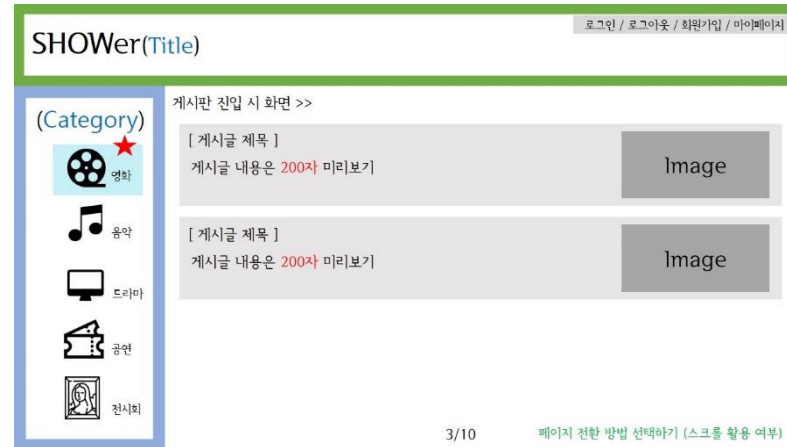 로그인 / 로그아웃 / 회원가입 / 마이페이지
SHOWer(Title)
(Category)
영화
음악
드라마
공연
전시회
게시판 진입 시 화면 >>
[ 게시글 제목 ]
게시글 내용은 200자 미리보기
Image
[ 게시글 제목 ]
게시글 내용은 200자 미리보기
Image
3/10
페이지 전환 방법 선택하기 (스크롤 활용 여부)